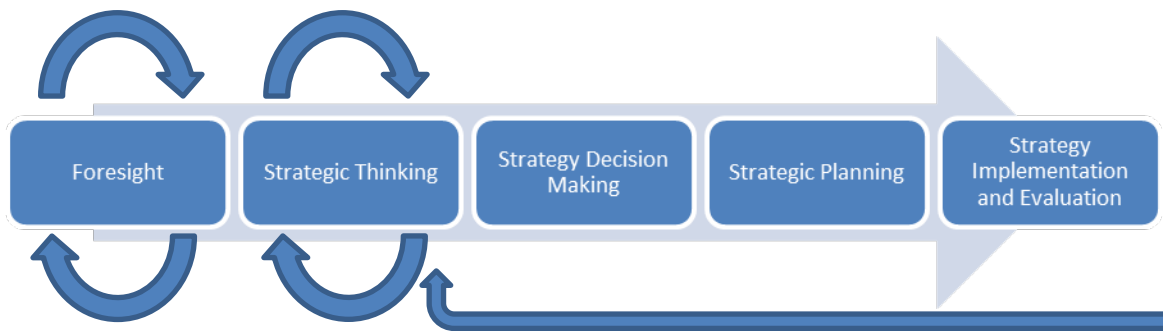 Foresight
Strategic Thinking
Strategy Decision
Making
Strategic Planning
Strategy
Implementation
and Evaluation